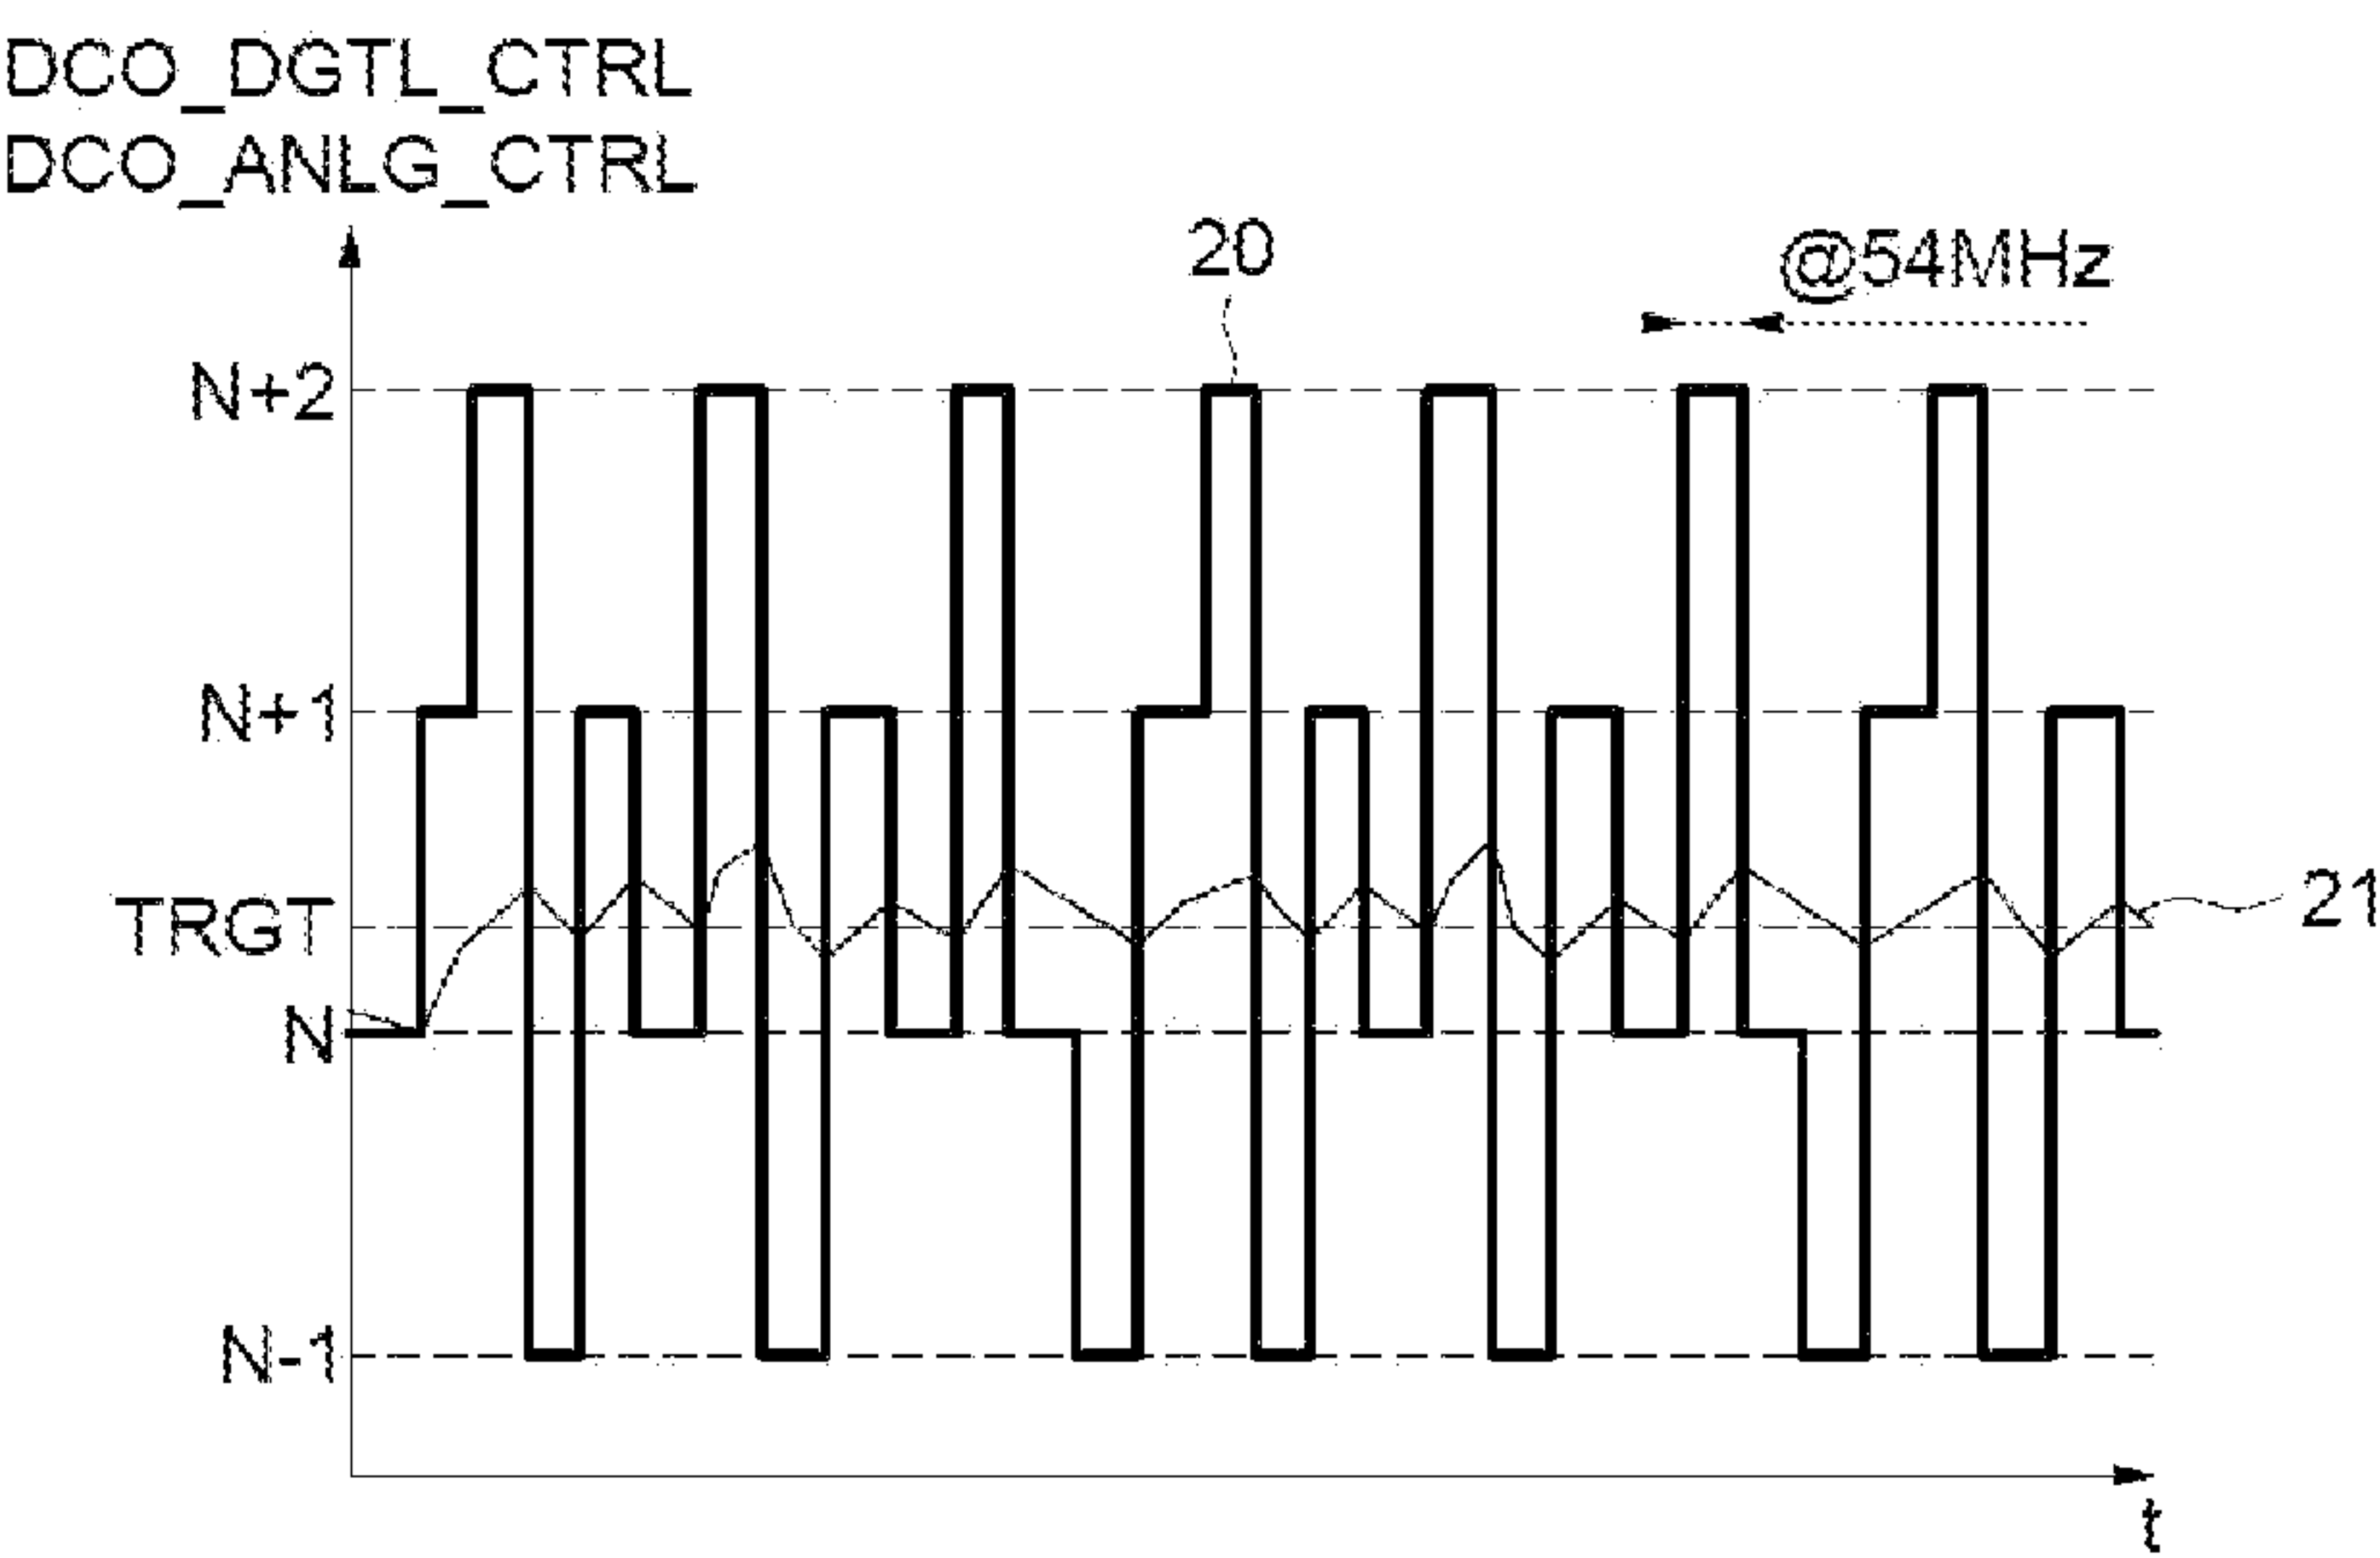 DCO_DGTL_CTRL
DCO_ANLG_CTRL
20
@54MHz
N+2
N+1
TRGT
21
N
N-1
t